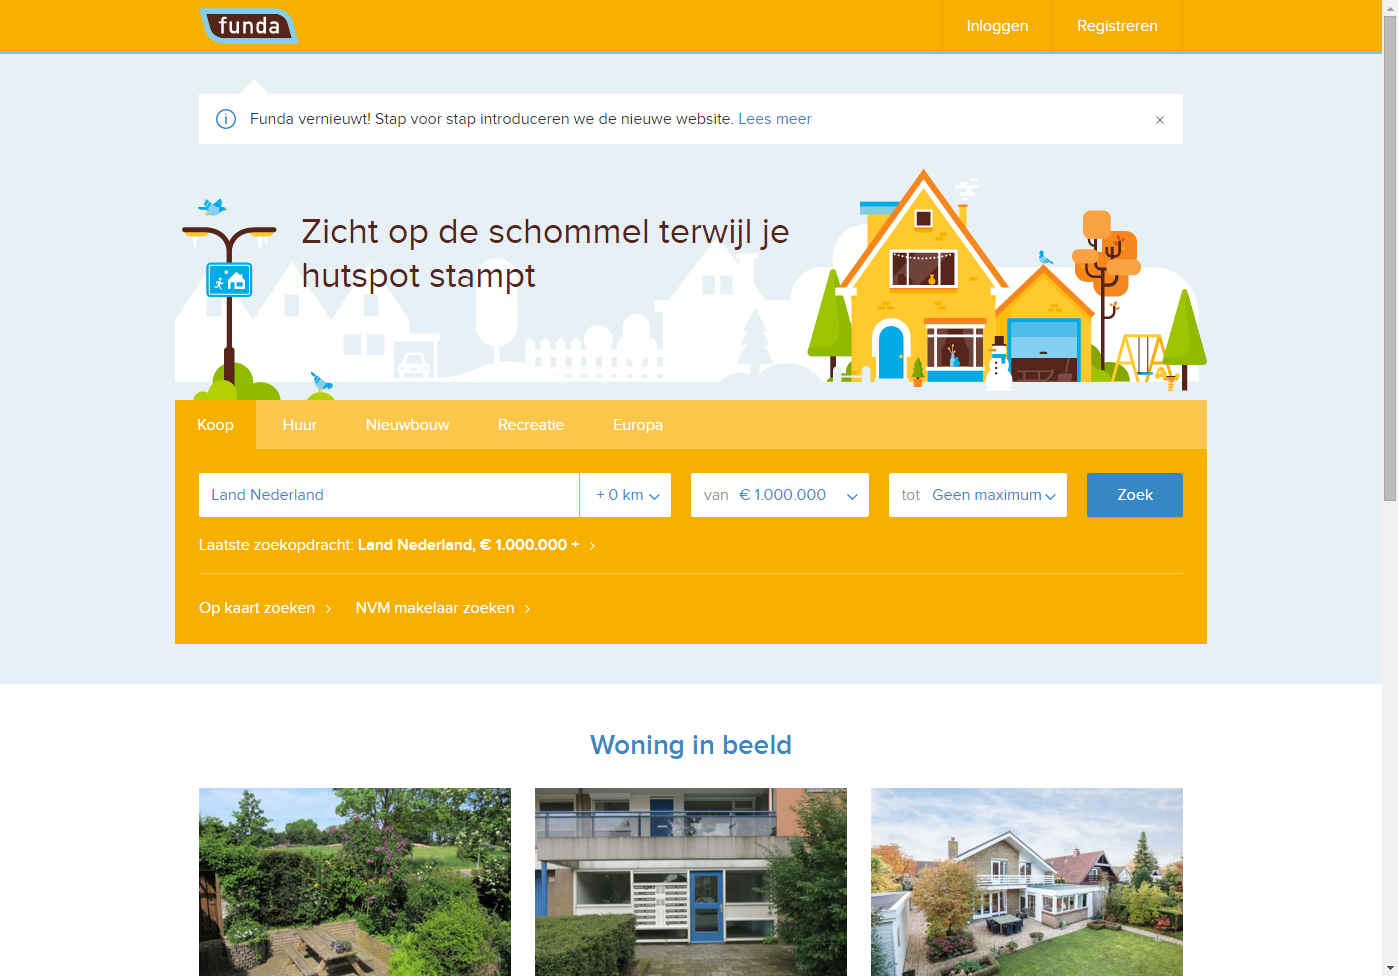 funda
Inloggen
Registreren
Funda vernieuwt! Stap voor stap introduceren we de nieuwe website. Lees meer
Zicht op de schommel terwijl je
hutspot stampt
Koop
Huur
Nieuwbouw
Recreatie
Europa
Land Nederland
+ 0 km
van € 1.000.000
tot Geen maximum
Zoek
Laatste zoekopdracht: Land Nederland, € 1.000.000 +
Op kaart zoeken
NVM makelaar zoeken
Woning in beeld